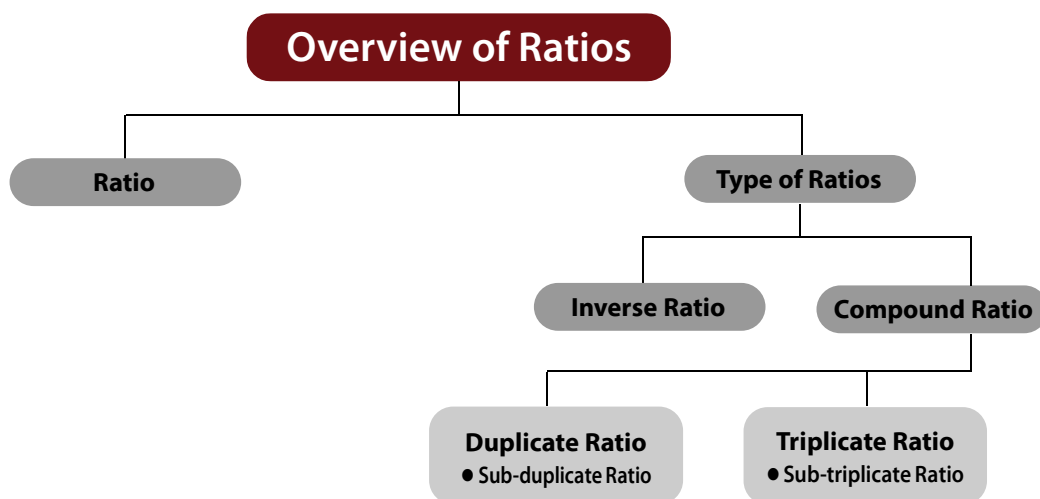 Overview of Ratios
Ratio
Type of Ratios
Inverse Ratio
Compound Ratio
Duplicate Ratio
● Sub-duplicate Ratio
Triplicate Ratio
● Sub-triplicate Ratio